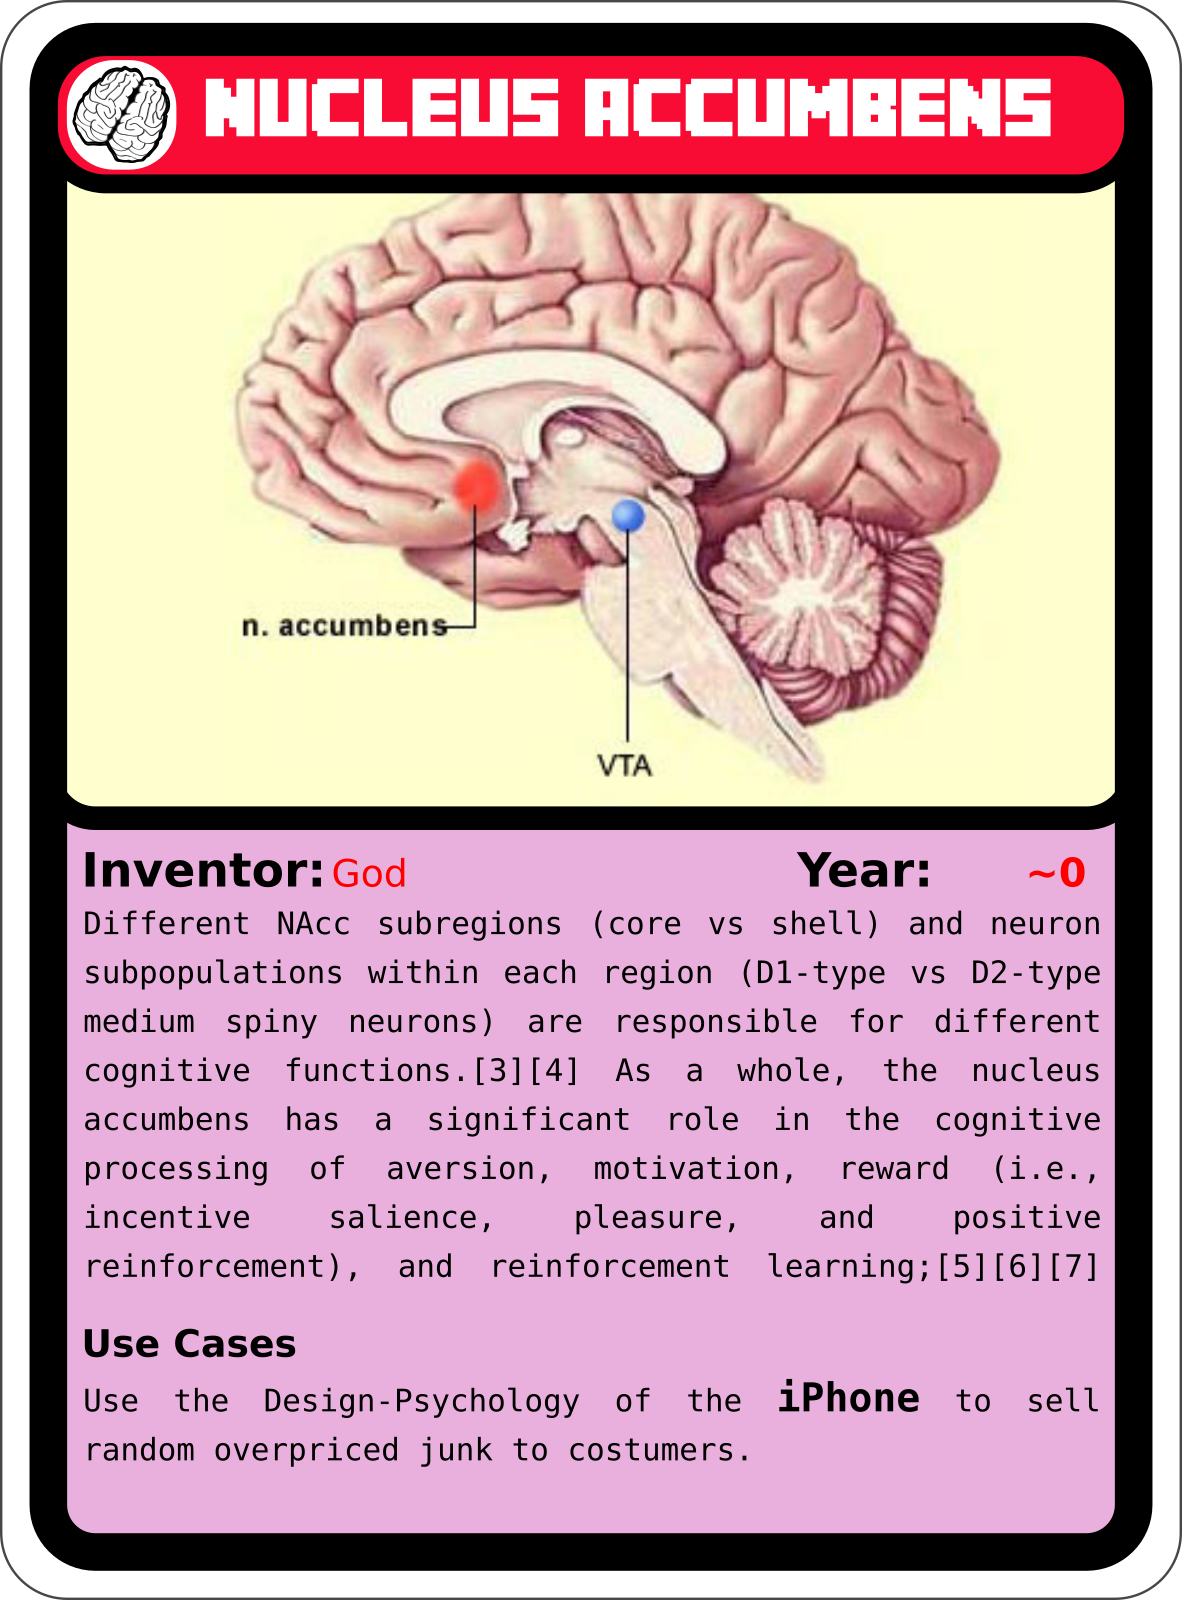 NUCLEUS ACCUMBENS
n. accumbens
VTA
Inventor: God Year: ~0
Different NAcc subregions (core vs shell) and neuron
subpopulations within each region (D1-type vs D2-type
medium spiny neurons) are responsible for different
cognitive functions.[3][4] As a whole, the nucleus
accumbens has a significant role in the cognitive
processing of aversion, motivation, reward (i.e.,
incentive salience, pleasure, and positive
reinforcement), and reinforcement learning;[5][6][7]
Use Cases
Use the Design-Psychology of the iPhone to sell
random overpriced junk to costumers.